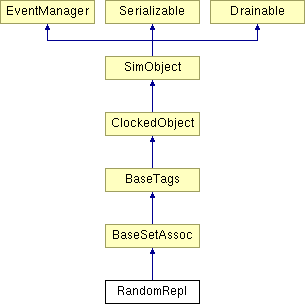 EventManager Serializable Drainable
SimObject
ClockedObject
BaseTags
BaseSetAssoc
RandomRepl